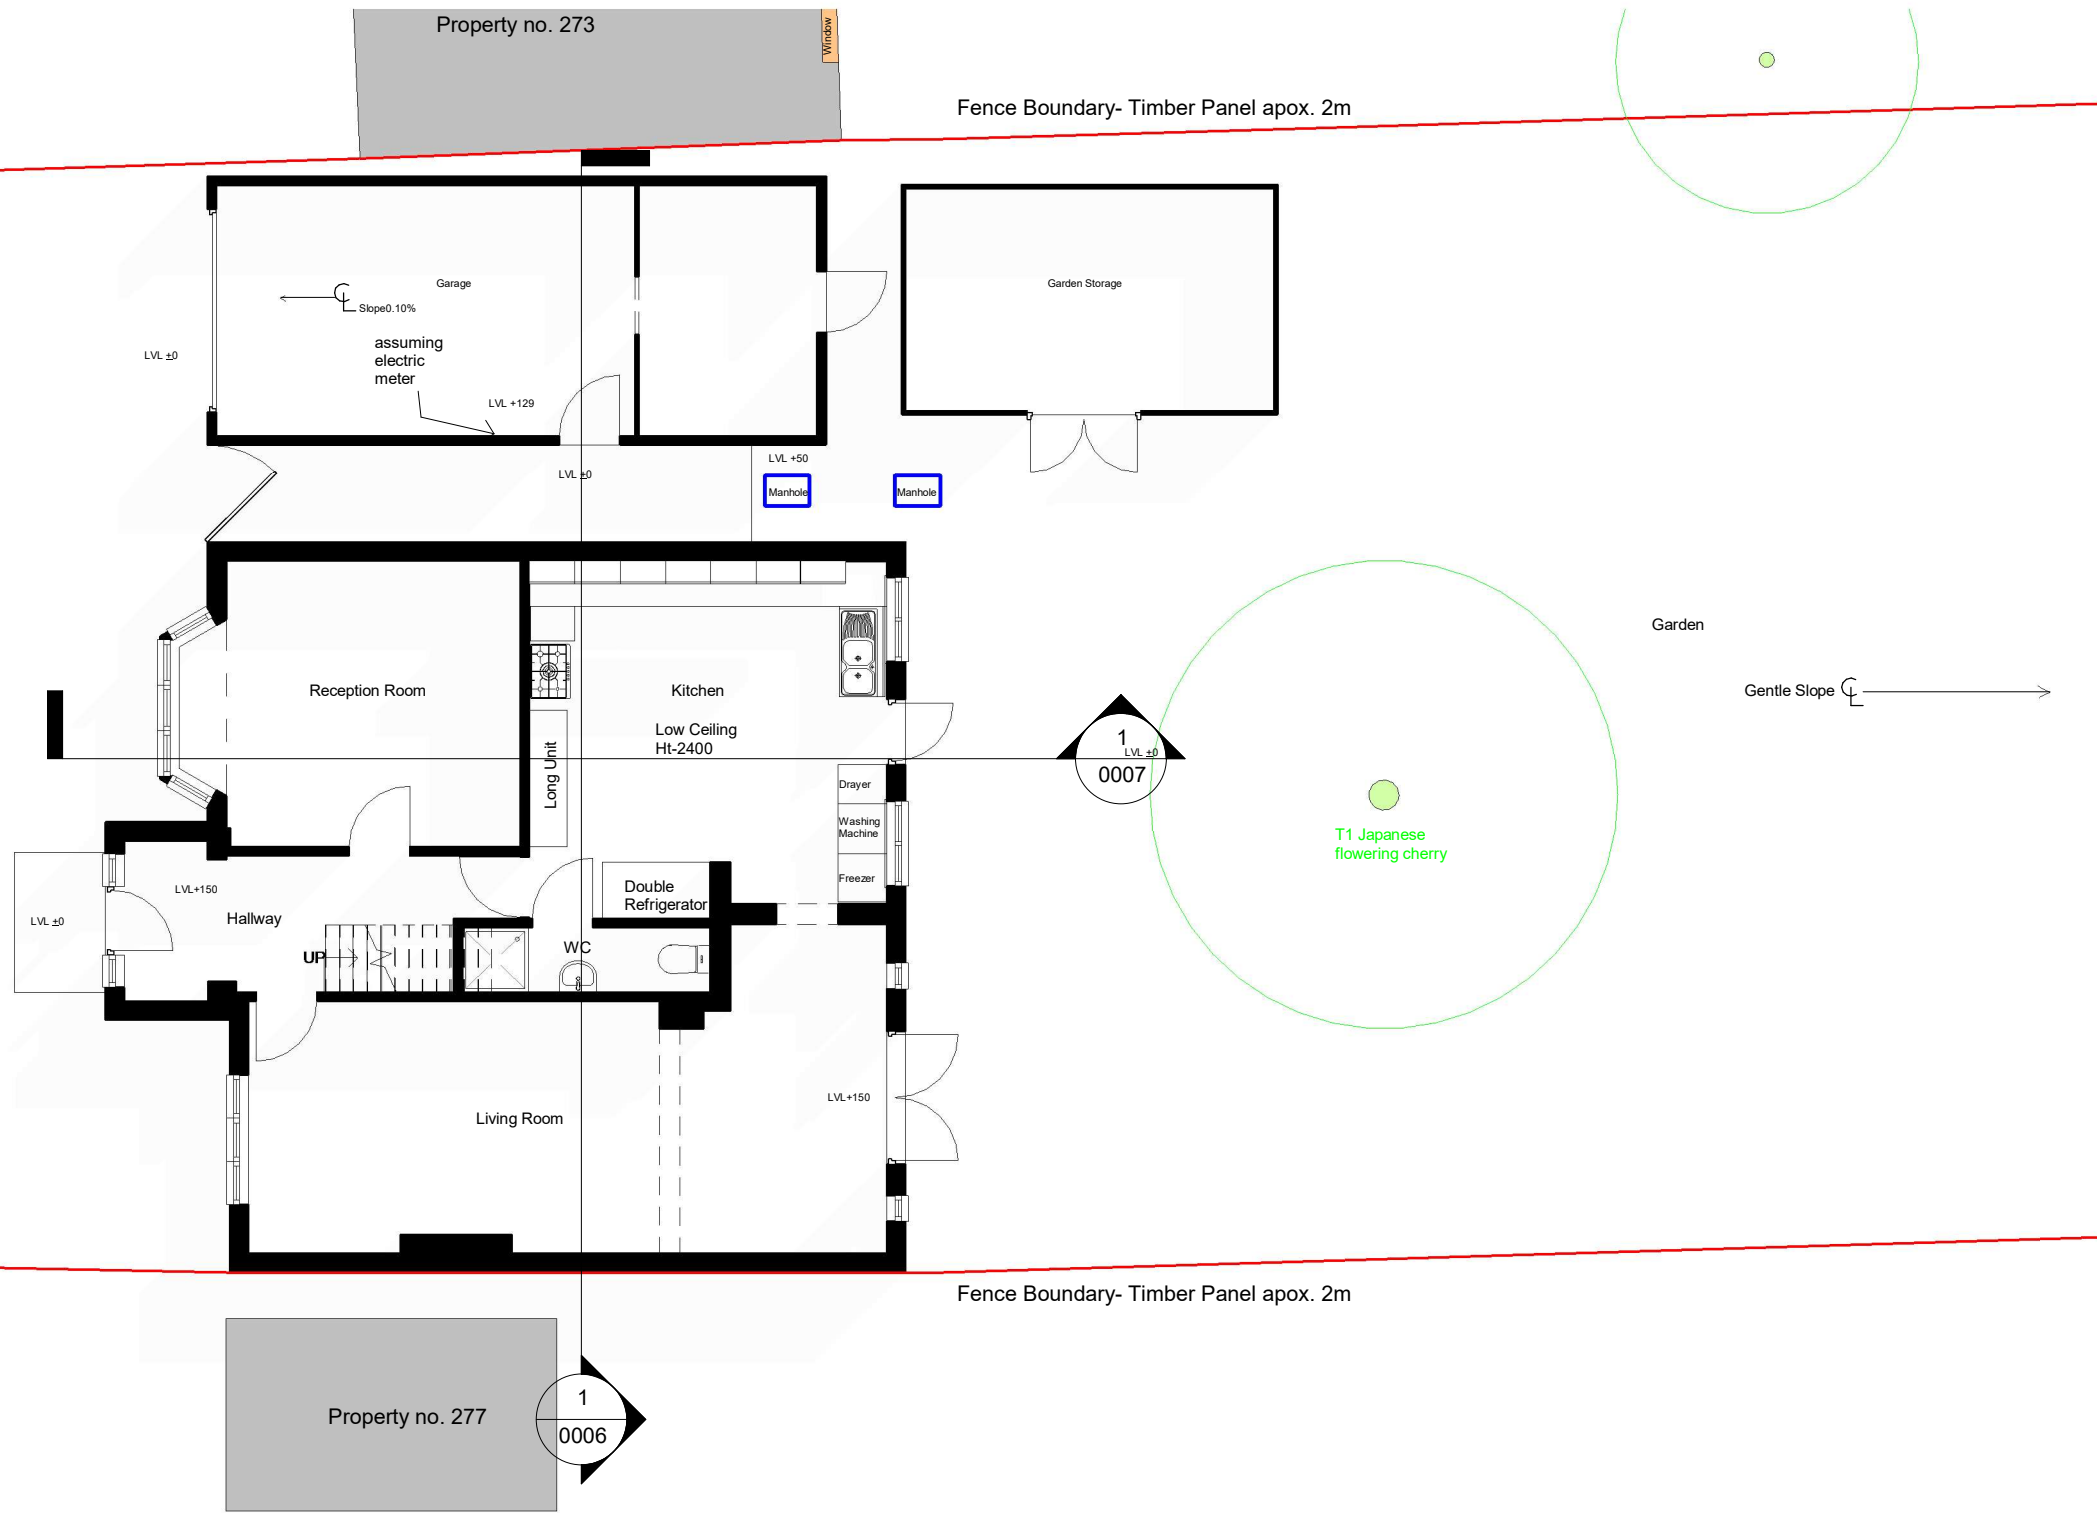 Property no. 273
Window
Fence Boundary- Timber Panel apox. 2m
Garage
Slope0.10%
assuming
electric
meter
LVL ±0
LVL +129
Garden Storage
LVL ±0
LVL +50
Manhole
Manhole
Reception Room
Kitchen
Low Ceiling
Ht-2400
Long Unit
Drayer
Washing
Machine
Freezer
Double
Refrigerator
1
LVL ±0
0007
Garden
Gentle Slope
T1 Japanese
flowering cherry
LVL+150
Hallway
LVL ±0
UP
WC
Living Room
LVL+150
Fence Boundary- Timber Panel apox. 2m
Property no. 277
1
0006